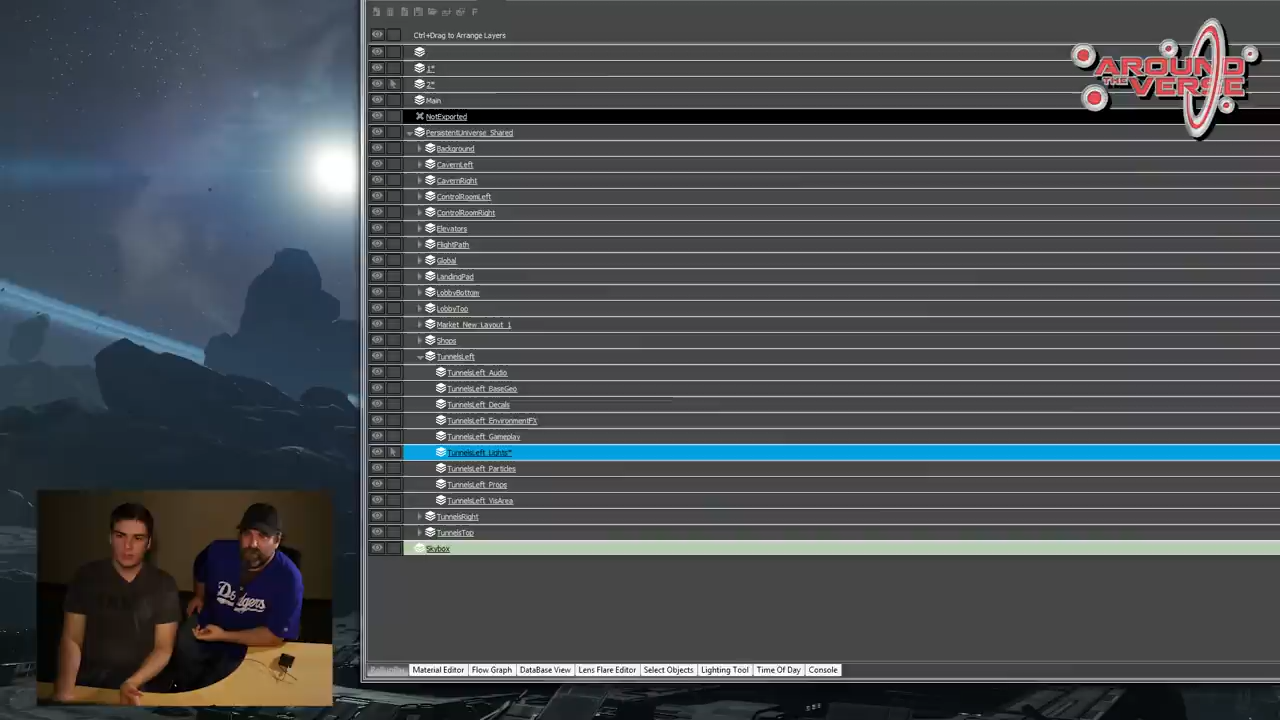 F
Ctrl+Drag to Arrange Layers
1*
2*
Main
NotExported
PersistentUniverse_Shared
Background
CavernLeft
CavernRight
ControlRoomLeft
ControlRoomRight
Elevators
FlightPath
Global
LandingPad
LobbyBottom
LobbyTop
Market_New_Layout_1
Shops
TunnelsLeft
TunnelsLeft_Audio
TunnelsLeft_BaseGeo
TunnelsLeft_Decals
TunnelsLeft_EnvironmentFX
TunnelsLeft_Gameplay
TunnelsLeft_Lights*
TunnelsLeft_Particles
TunnelsLeft_Props
TunnelsLeft_VisArea
TunnelsRight
TunnelsTop
Skybox
Material Editor Flow Graph DataBase View Lens Flare Editor Select Objects Lighting Tool Time Of Day Console
AROUND
THE VERSE
Dodgers